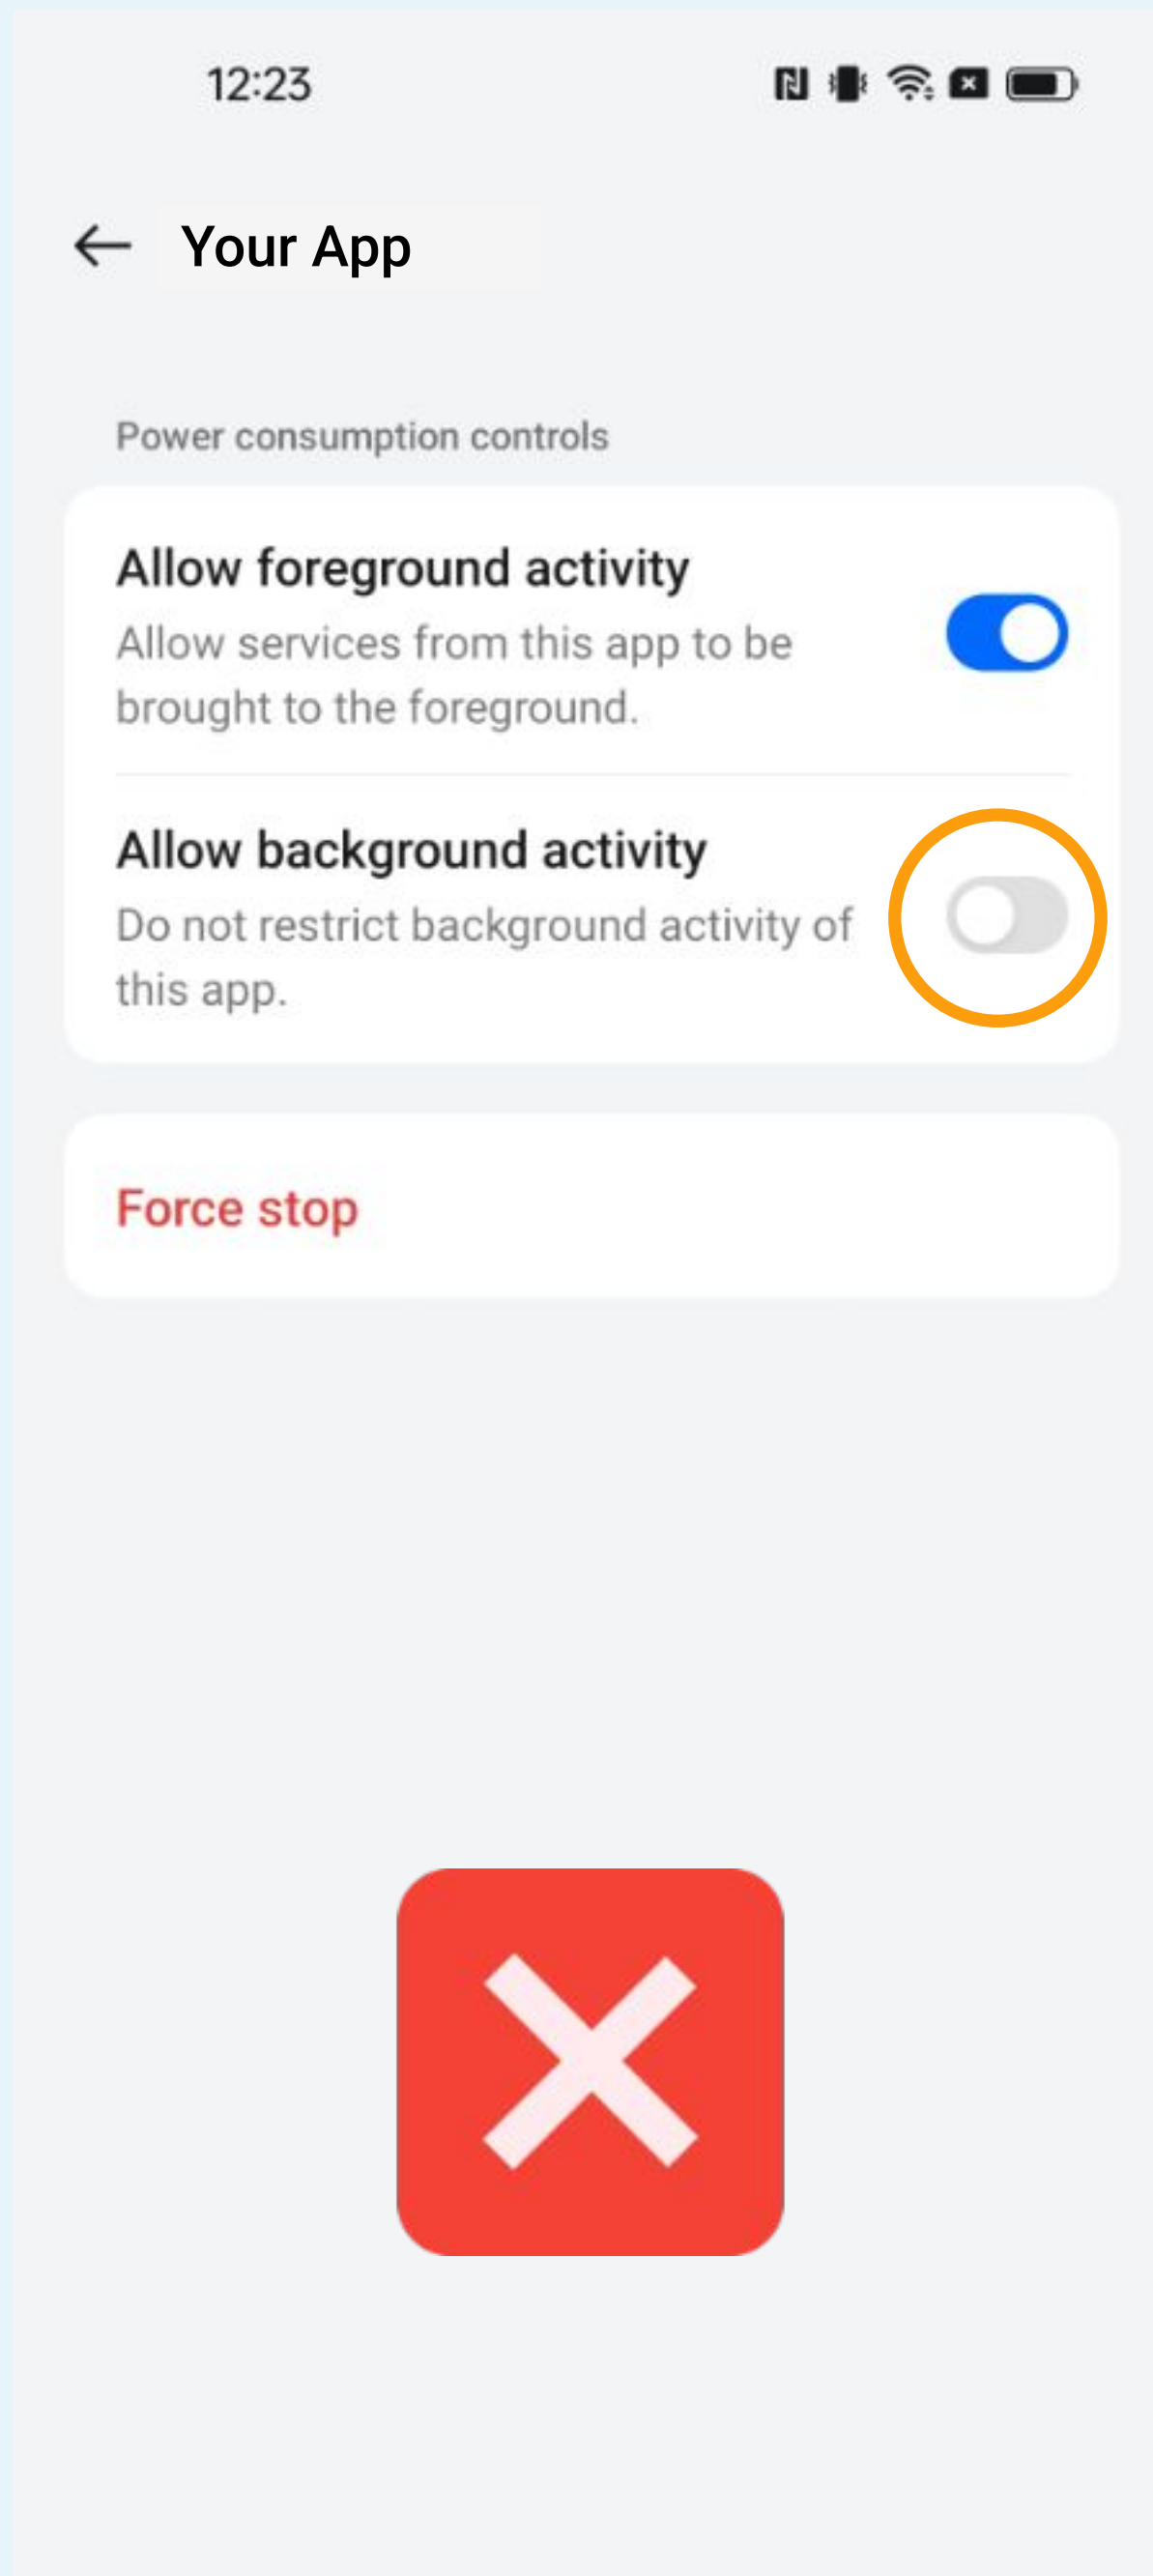 12:23
Your App
Power consumption controls
Allow foreground activity
Allow services from this app to be
brought to the foreground.
Allow background activity
Do not restrict background activity of
this app.
Force stop